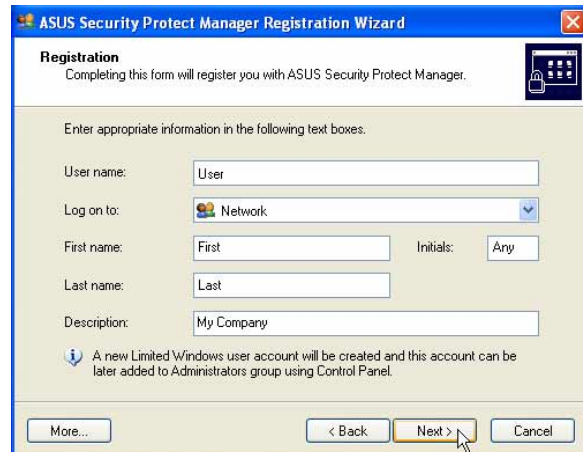 ASUS Security Protect Manager Registration Wizard
Registration
Completing this form will register you with ASUS Security Protect Manager.
Enter appropriate information in the following text boxes.
User name: User
Log on to: Network
First name: First Initials: Any
Last name: Last
Description: My Company
A new Limited Windows user account will be created and this account can be
later added to Administrators group using Control Panel.
More... < Back Next > Cancel